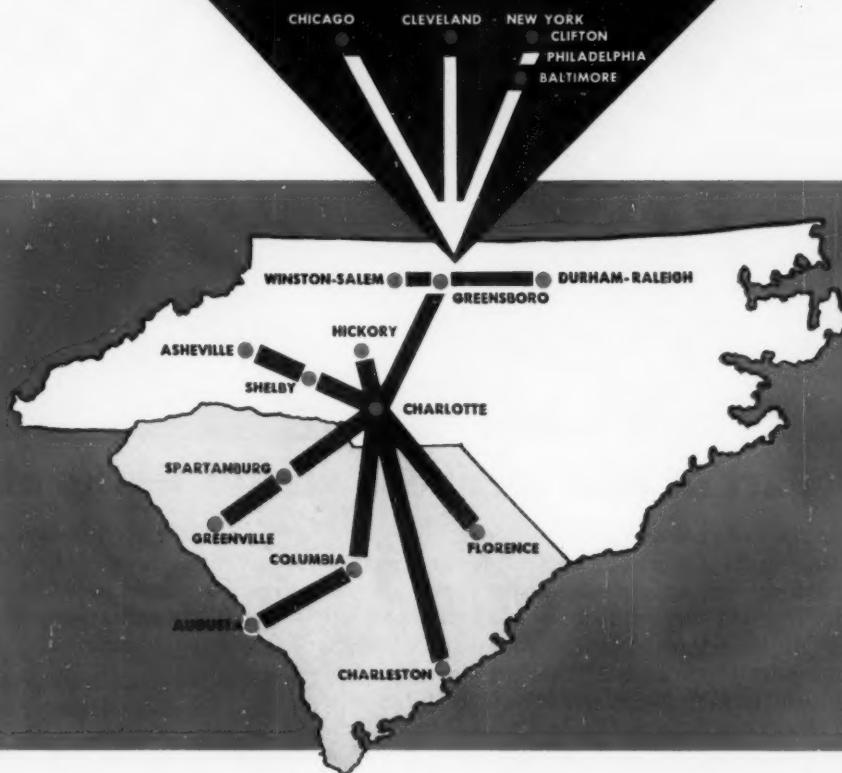 CHICAGO CLEVELAND NEW YORK
CLIFTON
PHILADELPHIA
BALTIMORE
WINSTON-SALEM DURHAM-RALEIGH
GREENSBORO
HICKORY
ASHEVILLE
SHELBY
CHARLOTTE
SPARTANBURG
GREENVILLE
FLORENCE
COLUMBIA
AUGUSTA
CHARLESTON